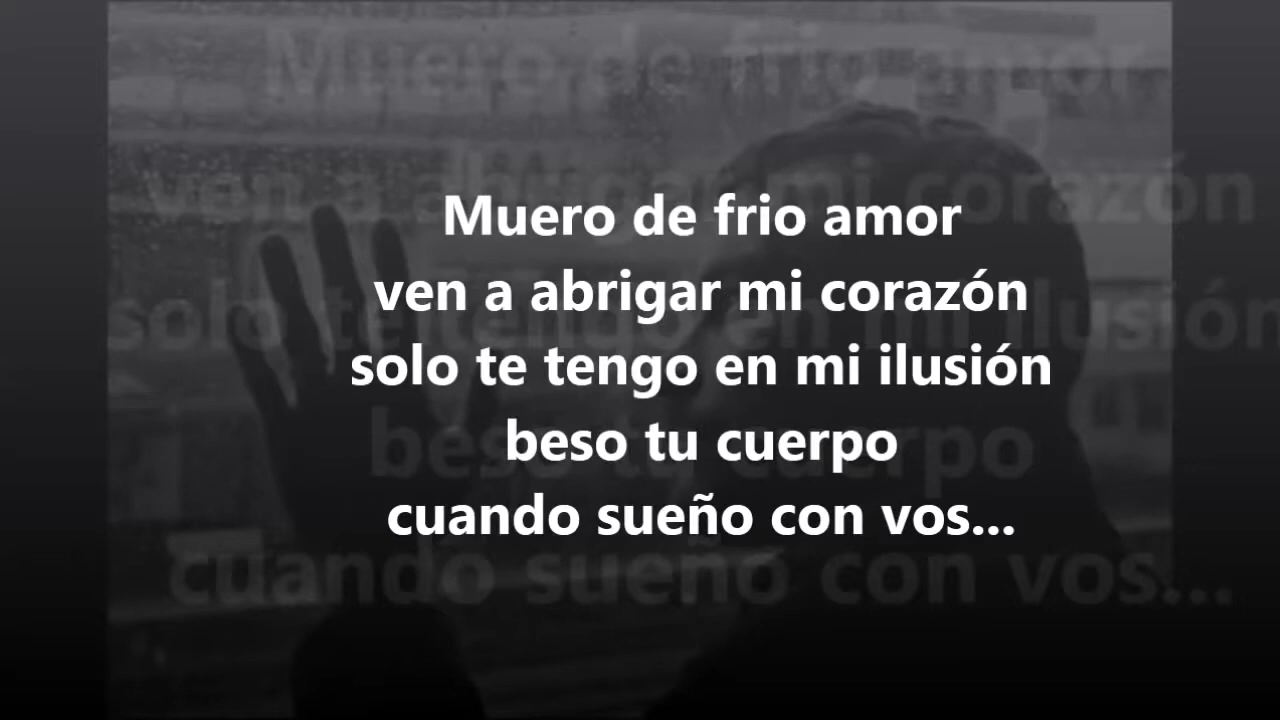 Muero de frio amor
ven a abrigar mi corazón
solo te tengo en mi ilusión
beso tu cuerpo
cuando sueño con vos...